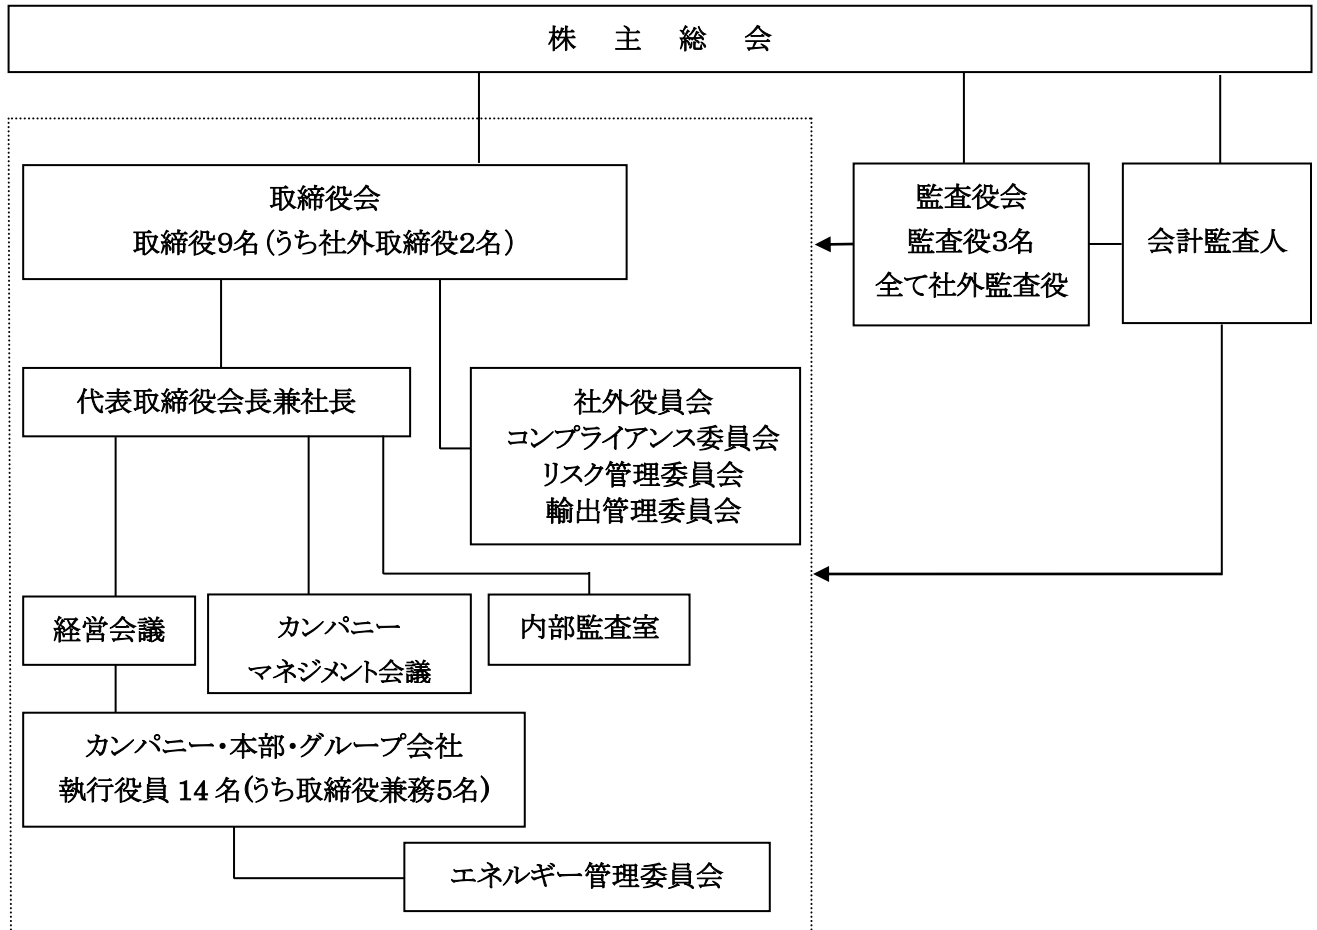 株 主 総 会
取締役会
取締役9名（うち社外取締役2名）
監査役会
監査役3名
全て社外監査役
会計監査人
代表取締役会長兼社長
社外役員会
コンプライアンス委員会
リスク管理委員会
輸出管理委員会
経営会議
カンパニー
マネジメント会議
内部監査室
カンパニー・本部・グループ会社
執行役員 14 名(うち取締役兼務5名)
エネルギー管理委員会